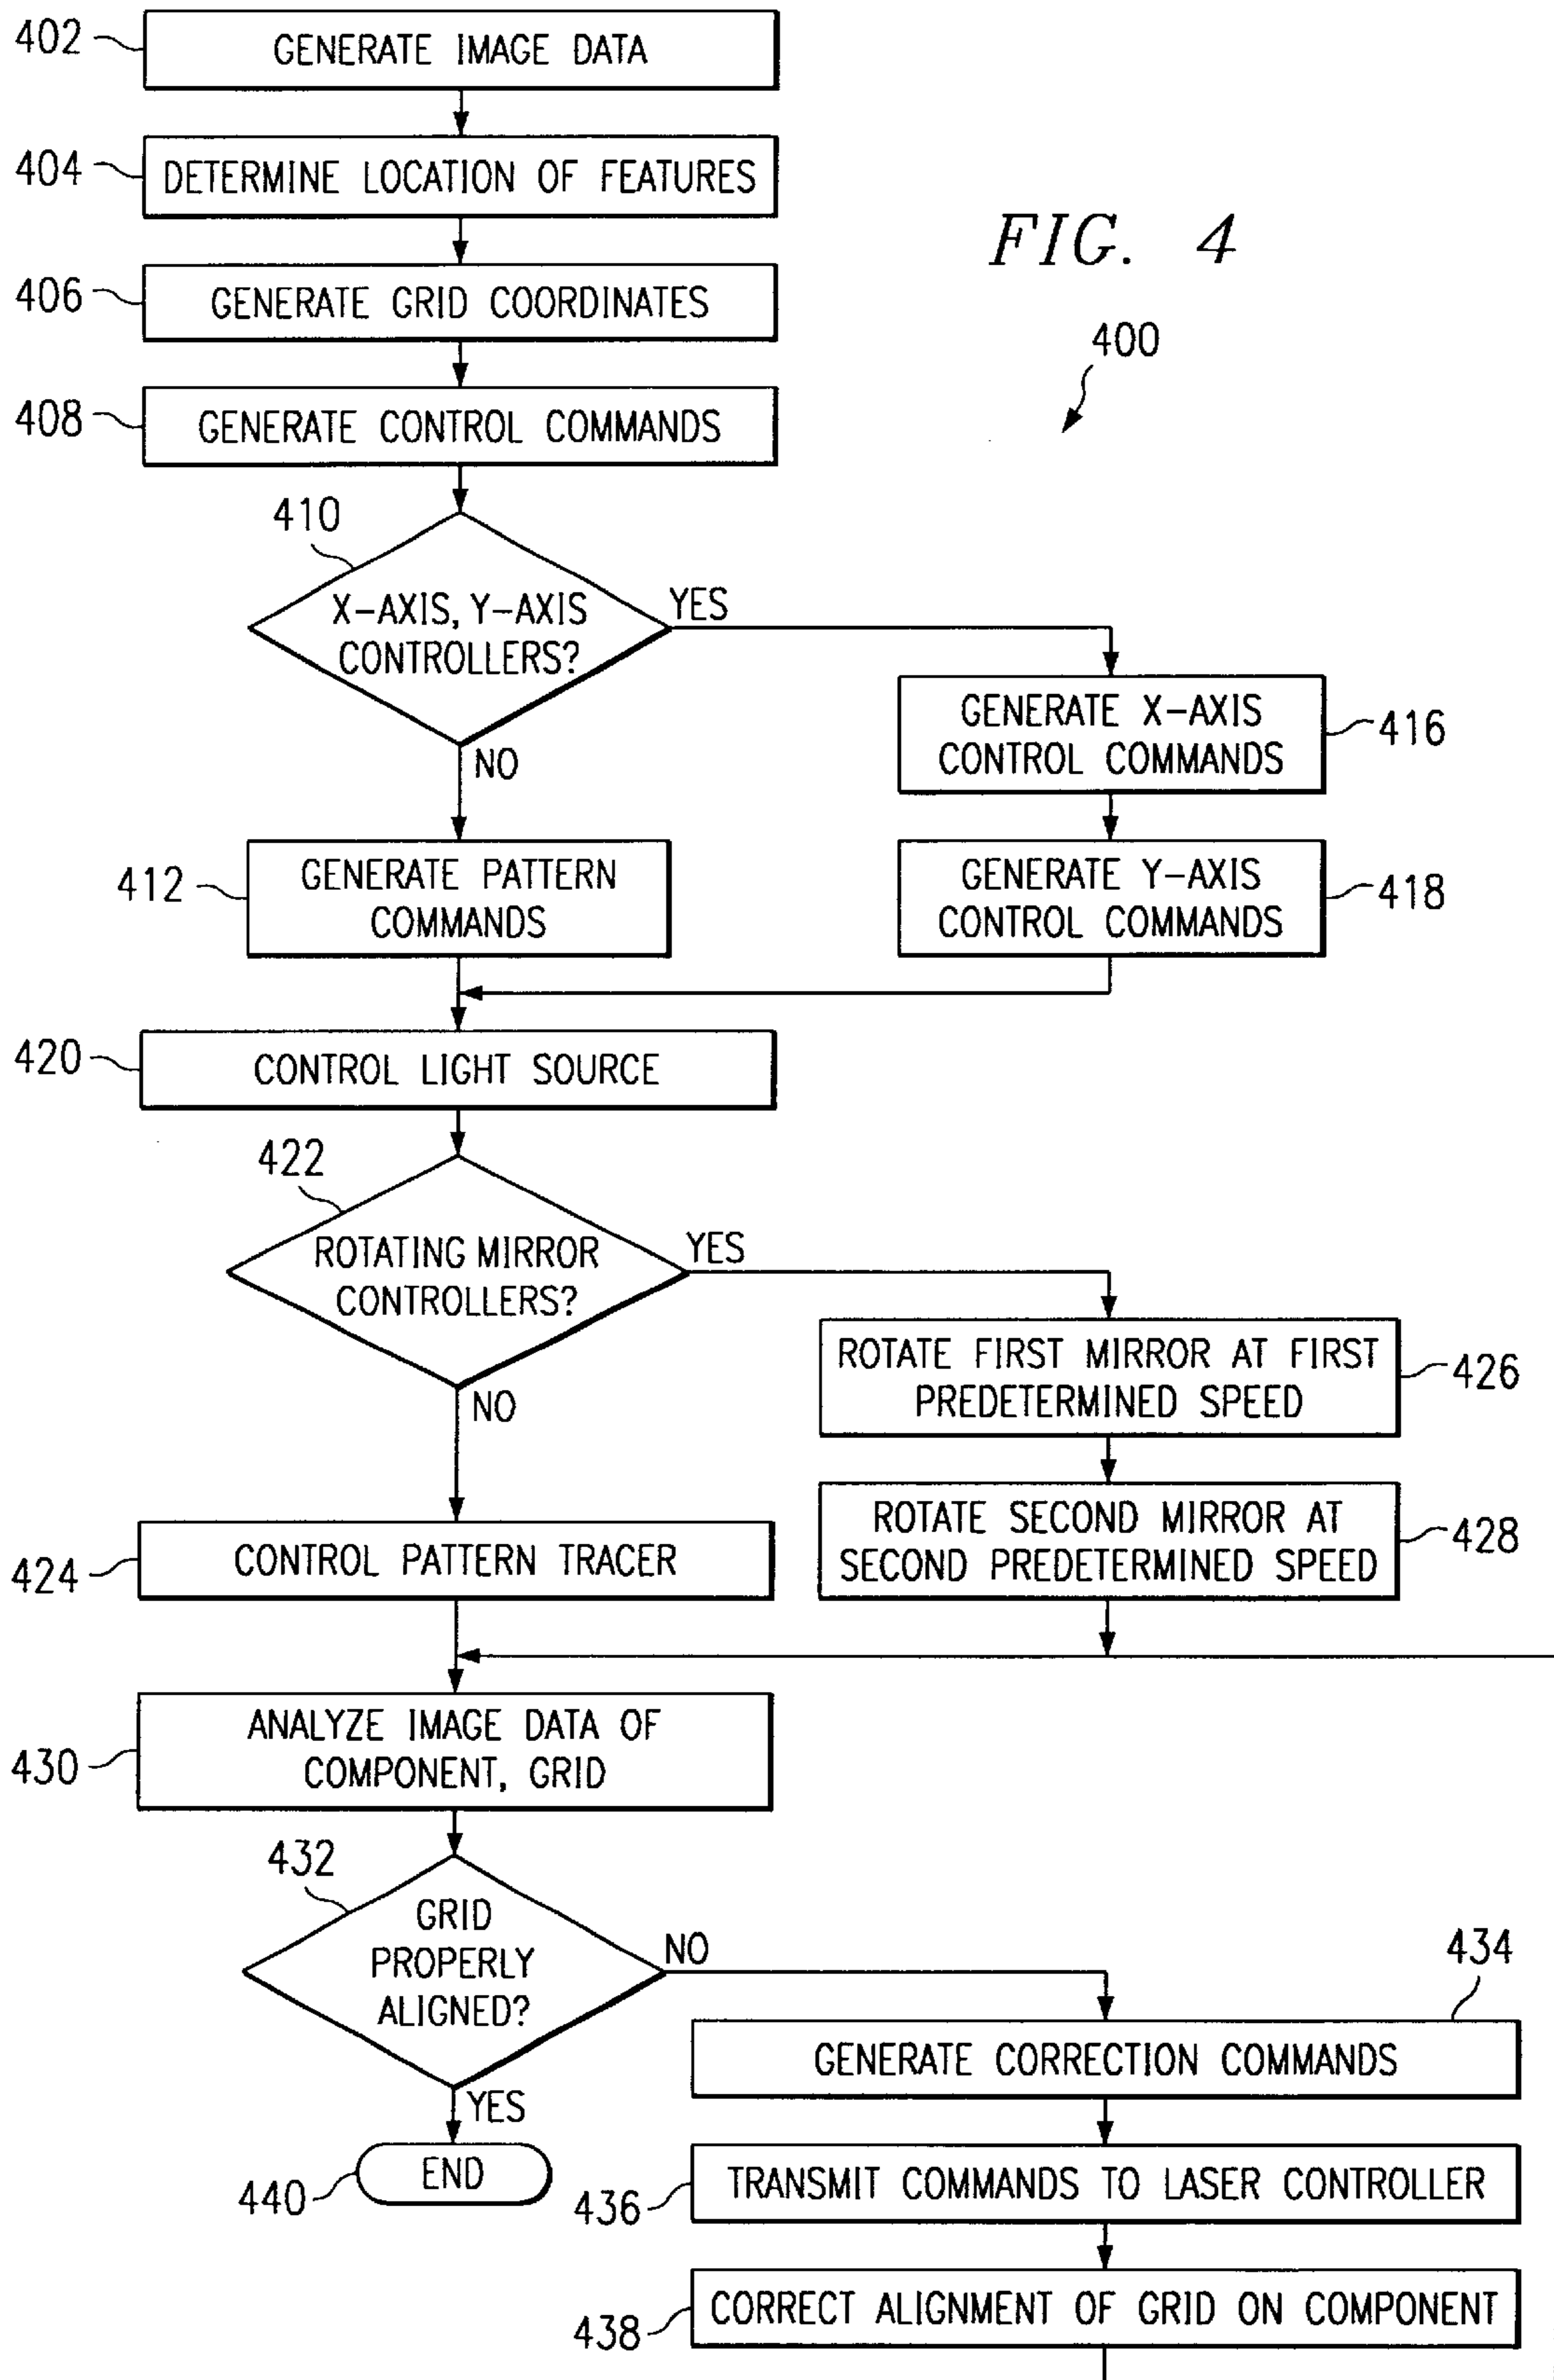 402
GENERATE IMAGE DATA
404
DETERMINE LOCATION OF FEATURES
FIG. 4
406
GENERATE GRID COORDINATES
400
408
GENERATE CONTROL COMMANDS
410
X-AXIS, Y-AXIS
CONTROLLERS?
YES
NO
GENERATE X-AXIS
CONTROL COMMANDS
416
412
GENERATE PATTERN
COMMANDS
GENERATE Y-AXIS
CONTROL COMMANDS
418
420
CONTROL LIGHT SOURCE
422
ROTATING MIRROR
CONTROLLERS?
YES
NO
ROTATE FIRST MIRROR AT FIRST
PREDETERMINED SPEED
426
ROTATE SECOND MIRROR AT
SECOND PREDETERMINED SPEED
428
424
CONTROL PATTERN TRACER
430
ANALYZE IMAGE DATA OF
COMPONENT, GRID
432
GRID
PROPERLY
ALIGNED?
NO
YES
434
GENERATE CORRECTION COMMANDS
440
END
436
TRANSMIT COMMANDS TO LASER CONTROLLER
438
CORRECT ALIGNMENT OF GRID ON COMPONENT